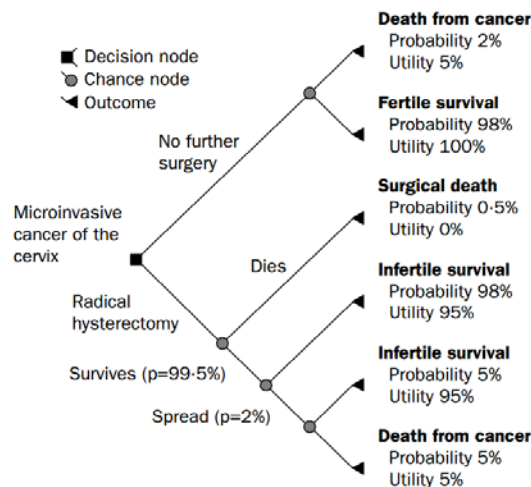 Decision node
Chance node
Outcome
Death from cancer
Probability 2%
Utility 5%
Fertile survival
Probability 98%
Utility 100%
No further
surgery
Surgical death
Probability 0·5%
Utility 0%
Microinvasive
cancer of the
cervix
Dies
Infertile survival
Probability 98%
Utility 95%
Radical
hysterectomy
Survives (p=99·5%)
Infertile survival
Probability 5%
Utility 95%
Spread (p=2%)
Death from cancer
Probability 5%
Utility 5%